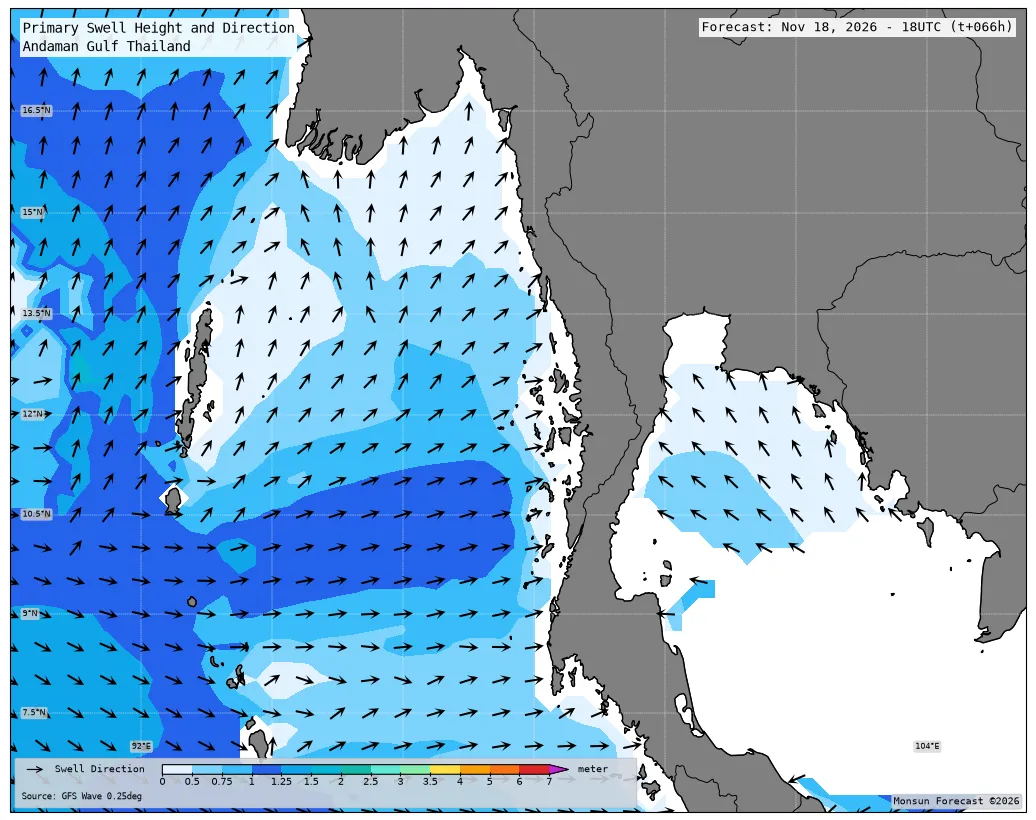 Primary Swell Height and Direction
Andaman Gulf Thailand
Forecast: Nov 18, 2026 - 18UTC (t+066h)
16.5°N
15°N
13.5°N
12°N
10.5°N
9°N
7.5°N
92°E
104°E
Swell Direction
0 0.5 0.75 1 1.25 1.5 2 2.5 3 3.5 4 5 6 7
meter
Source: GFS Wave 0.25deg
Monsun Forecast ©2026